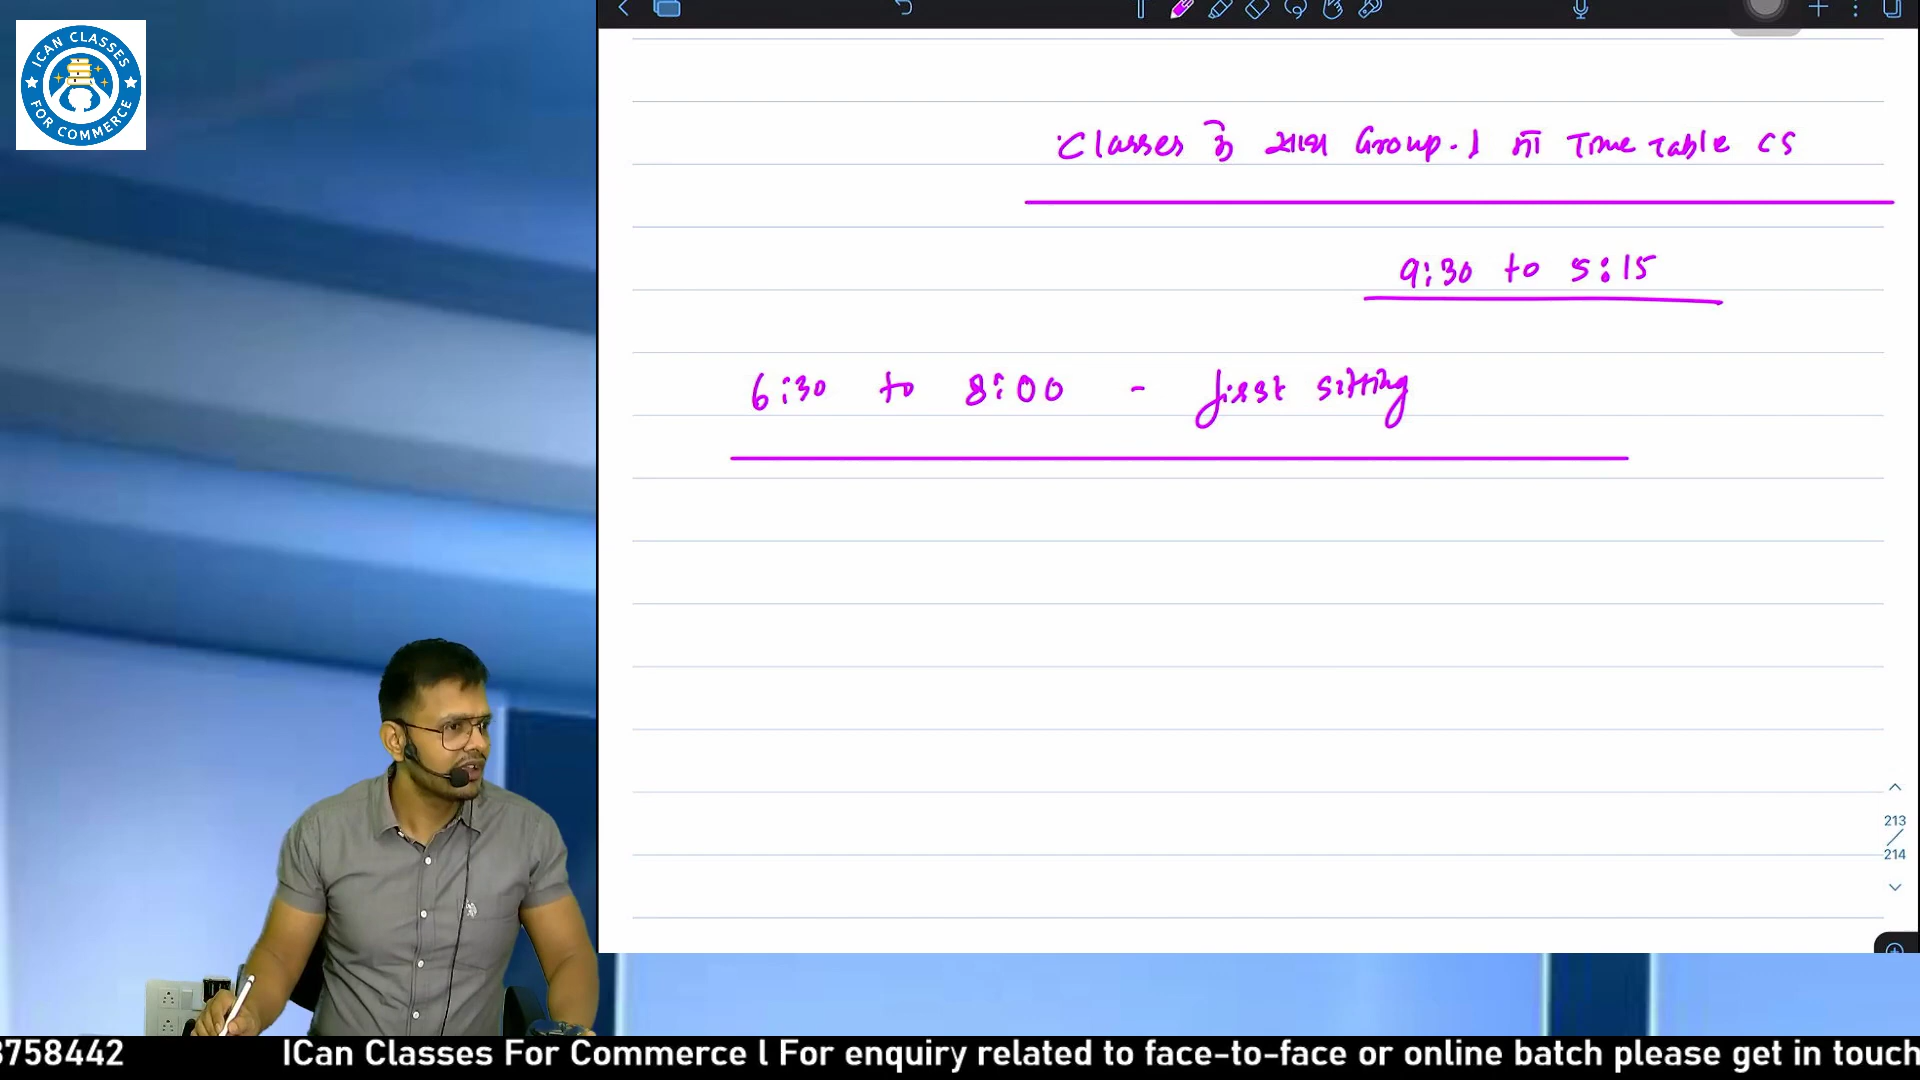 ICAN CLASSES
FOR COMMERCE
Classes के साथ Group-1 का Time Table CS
9:30 to 5:15
6:30 to 8:00 - first sitting
213
214
3758442 ICan Classes For Commerce l For enquiry related to face-to-face or online batch please get in touch